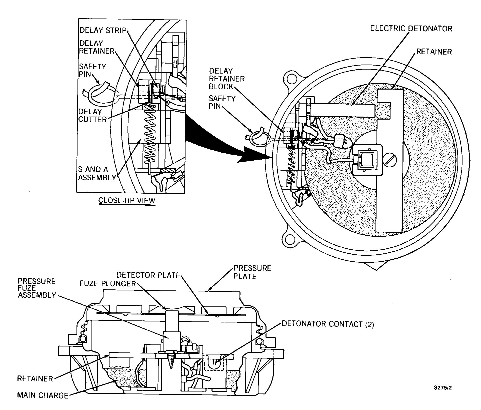 DELAY STRIP
DELAY
RETAINER
SAFETY
PIN
DELAY
CUTTER
S AND A
ASSEMBLY
CLOSE-UP VIEW
ELECTRIC DETONATOR
RETAINER
DELAY
RETAINER
BLOCK
SAFETY
PIN
PRESSURE
FUZE
ASSEMBLY
DETECTOR PLATE
FUZE PLUNGER
PRESSURE
PLATE
DETONATOR CONTACT (2)
RETAINER
MAIN CHARGE